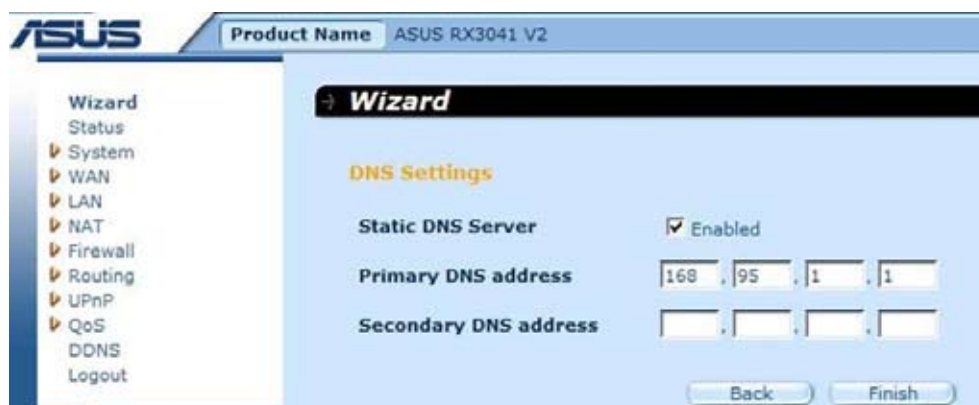 ASUS
Product Name ASUS RX3041 V2
Wizard
Status
System
WAN
LAN
NAT
Firewall
Routing
UPnP
QoS
DDNS
Logout
Wizard
DNS Settings
Static DNS Server Enabled
Primary DNS address 168 . 95 . 1 . 1
Secondary DNS address . . .
Back Finish